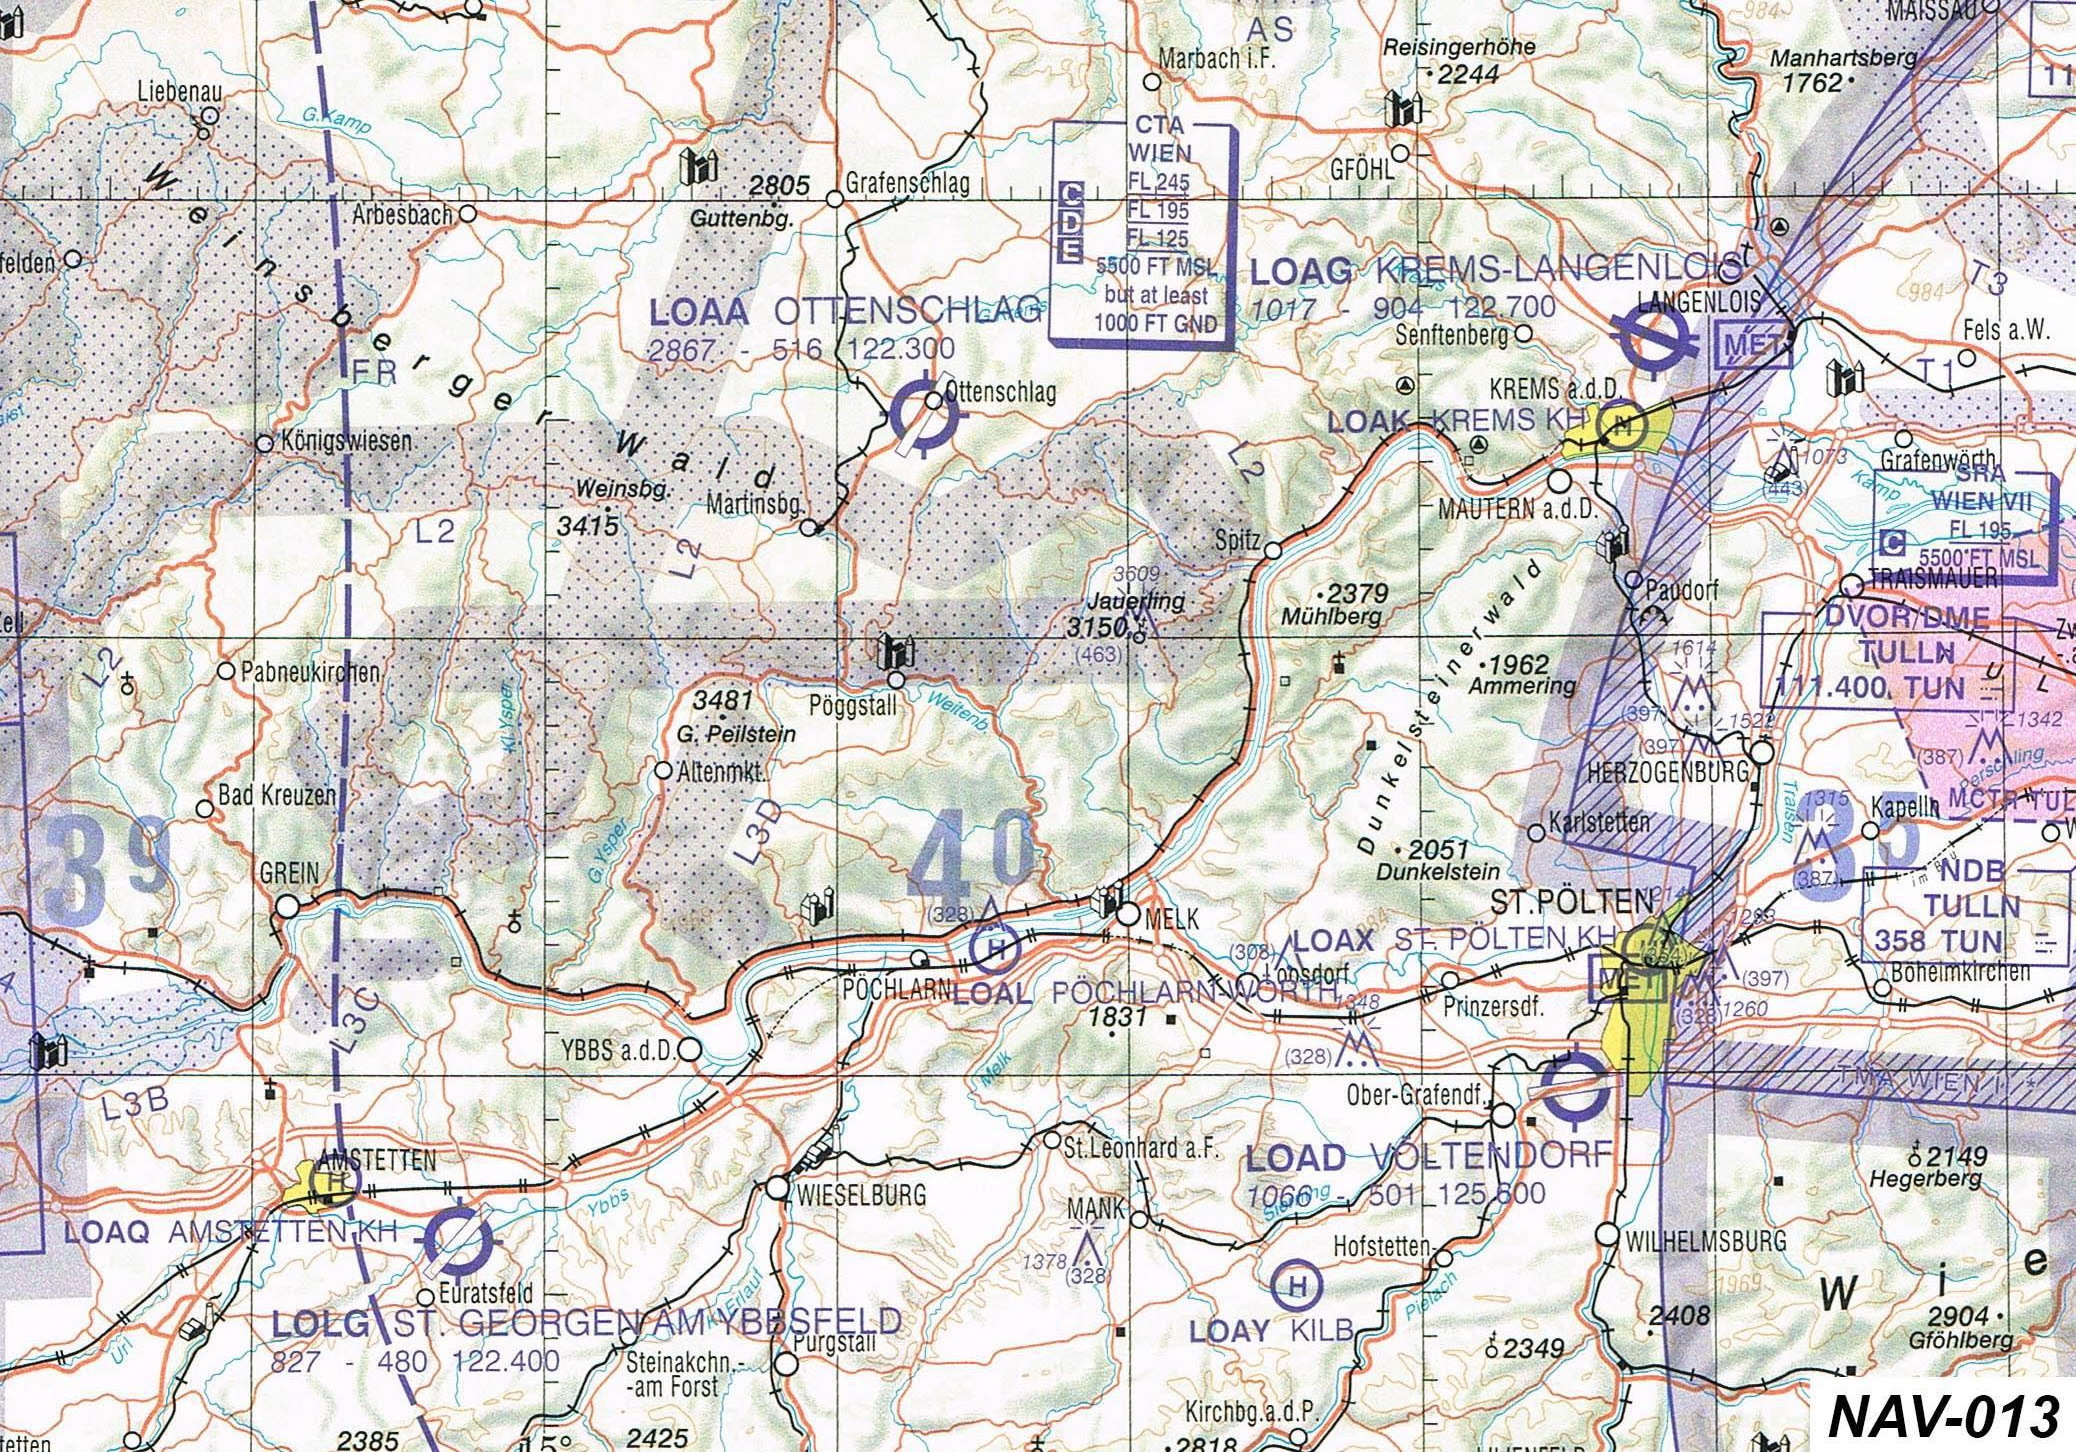 MAISSAU
984
AS
Marbach i.F.
Reisingerhöhe
2244
Manhartsberg
1762
11
Liebenau
G.Kamp
CTA
WIEN
FL 245
FL 195
FL 125
5500 FT MSL
but at least
1000 FT GND
C
D
E
GFÖHL
2805
Guttenbg.
Grafenschlag
Arbesbach
felden
Weinsberger Wald
FR
LOAA OTTENSCHLAG
2867 - 516 122.300
LOAG KREMS-LANGENLOIS
1017 - 904 122.700
LANGENLOIS
MET
Senftenberg
T3
984
Fels a.W.
T1
Ottenschlag
KREMS a.d.D.
LOAK KREMS KH
H
Königswiesen
L2
Weinsbg.
3415
Martinsbg.
L2
L2
1073
(443)
Grafenwörth
Kamp
SRA
WIEN VII
FL 195
C
5500 FT MSL
MAUTERN a.d.D.
Spitz
TRAISMAUER
3609
Jauerling
3150
(463)
2379
Mühlberg
Dunkelsteinerwald
Paudorf
DVOR/DME
TULLN
111.400 TUN
1962
Ammering
1614
(397)
1522
(397)
HERZOGENBURG
1342
(387)
Perschling
MCTR TUL
L2
Pabneukirchen
Kl.Ysper
Pöggstall
Weitenb
3481
G. Peilstein
Altenmkt.
Bad Kreuzen
39
40
35
L3D
G.Ysper
Karlstetten
2051
Dunkelstein
Traisen
1315
(387)
Kapelln
im Bau
NDB
TULLN
358 TUN
GREIN
(328)
H
MELK
ST.PÖLTEN
LOAX ST. PÖLTEN KH
(308)
Loosdorf
MET
(397)
(328)
1260
Böheimkirchen
PÖCHLARN
LOAL PÖCHLARN-WÖRTH
1348
(328)
Prinzersdf.
1831
L3C
YBBS a.d.D.
Melk
L3B
Ober-Grafendf.
TMA WIEN
AMSTETTEN
H
LOAQ AMSTETTEN KH
Ybbs
WIESELBURG
St.Leonhard a.F.
LOAD VÖLTENDORF
1066 - 501 125.800
Sierning
2149
Hegerberg
MANK
1378
(328)
Hofstetten-
WILHELMSBURG
1969
Wie
Euratsfeld
LOLG ST. GEORGEN AM YBBSFELD
827 - 480 122.400
Url
Kl.Erlauf
H
LOAY KILB
Pielach
2408
2904
Gföhlberg
2349
Purgstall
Steinakchn.-
-am Forst
Kirchbg.a.d.P.
2385
15°
2425
2818
NAV-013